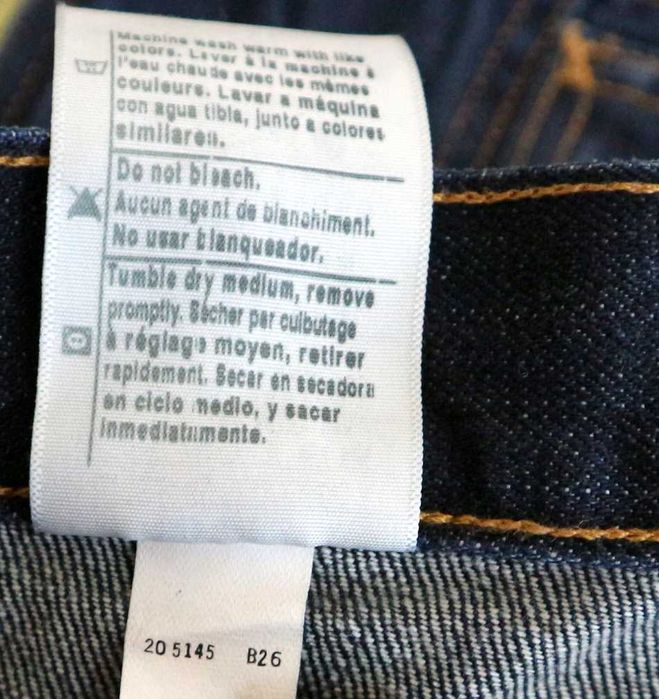 Machine wash warm with like
colors. Laver à la machine à
l'eau chaude avec les mêmes
couleurs. Lavar a máquina
con agua tibia, junto a colores
similares.
Do not bleach.
Aucun agent de blanchiment.
No usar blanqueador.
Tumble dry medium, remove
promptly. Sécher par culbutage
à réglage moyen, retirer
rapidement. Secar en secadora
en ciclo medio, y sacar
inmediatamente.
20 5145 B26